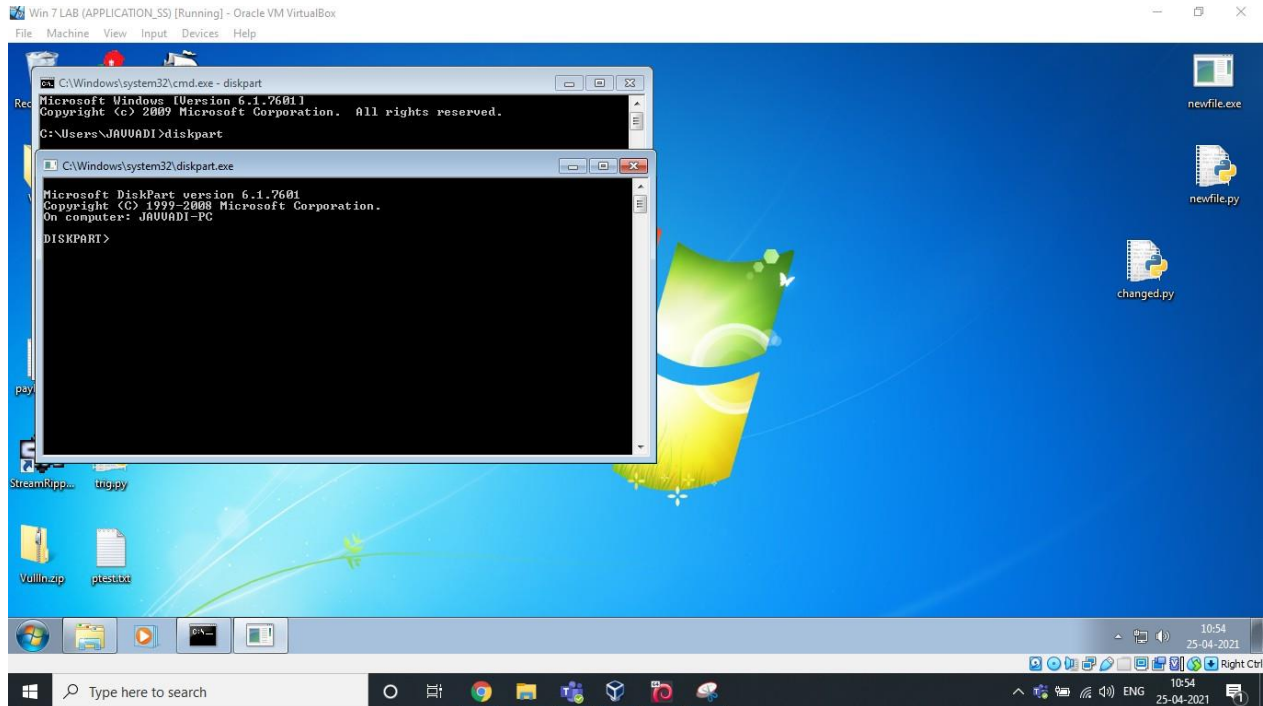 Win 7 LAB (APPLICATION_SS) [Running] - Oracle VM VirtualBox
File Machine View Input Devices Help
C:\Windows\system32\cmd.exe - diskpart
Microsoft Windows [Version 6.1.7601]
Copyright (c) 2009 Microsoft Corporation. All rights reserved.
C:\Users\JAVVADI>diskpart
C:\Windows\system32\diskpart.exe
Microsoft DiskPart version 6.1.7601
Copyright (C) 1999-2008 Microsoft Corporation.
On computer: JAVVADI-PC
DISKPART>
Rec
payl
StreamRipp...
trig.py
VullIn.zip
ptest.txt
newfile.exe
newfile.py
changed.py
10:54
25-04-2021
Right Ctrl
Type here to search
ENG
10:54
25-04-2021
1